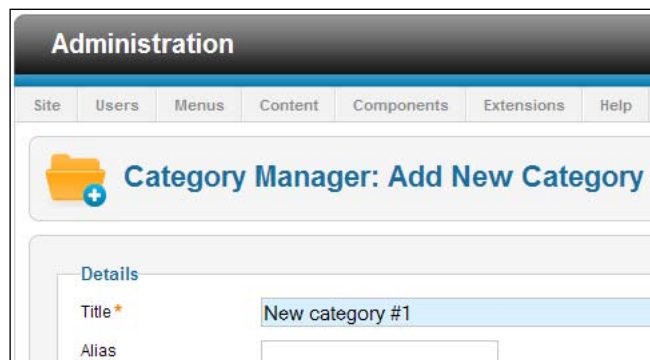 Administration
Site Users Menus Content Components Extensions Help
Category Manager: Add New Category
Details
Title *
New category #1
Alias